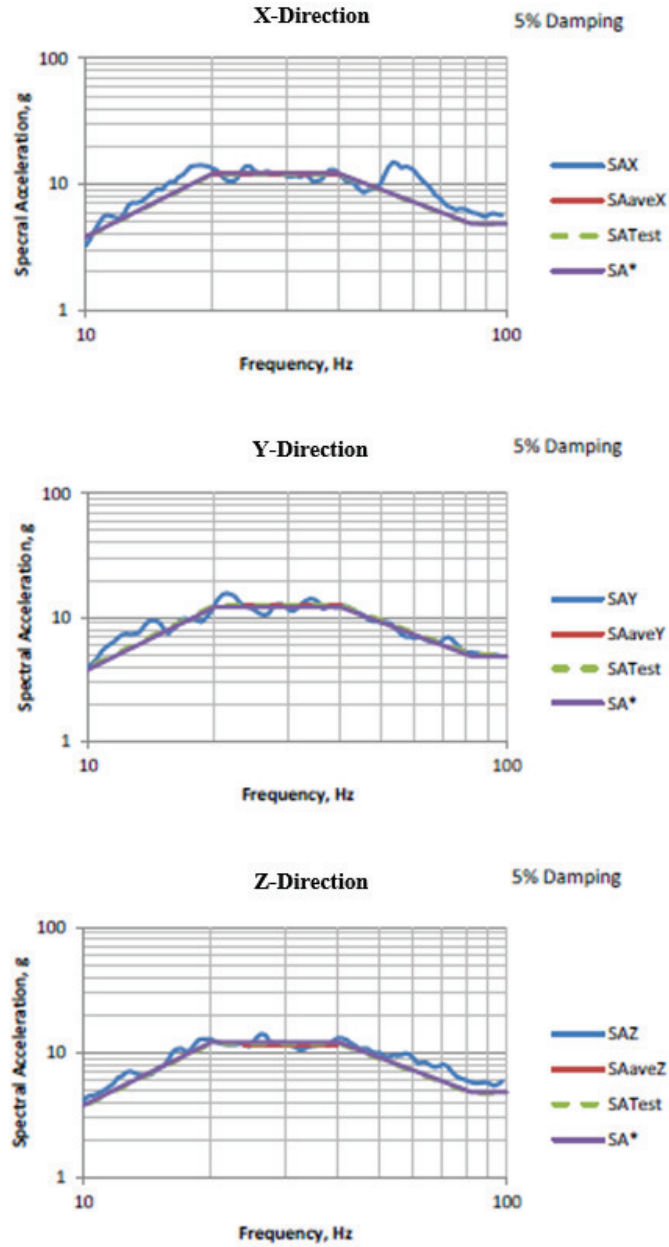 X-Direction
5% Damping
Specral Acceleration, g
100
10
1
10
100
Frequency, Hz
SAX
SAaveX
SATest
SA*
Y-Direction
5% Damping
Spectral Acceleration, g
100
10
1
10
100
Frequency, Hz
SAY
SAaveY
SATest
SA*
Z-Direction
5% Damping
Spectral Acceleration, g
100
10
1
10
100
Frequency, Hz
SAZ
SAaveZ
SATest
SA*